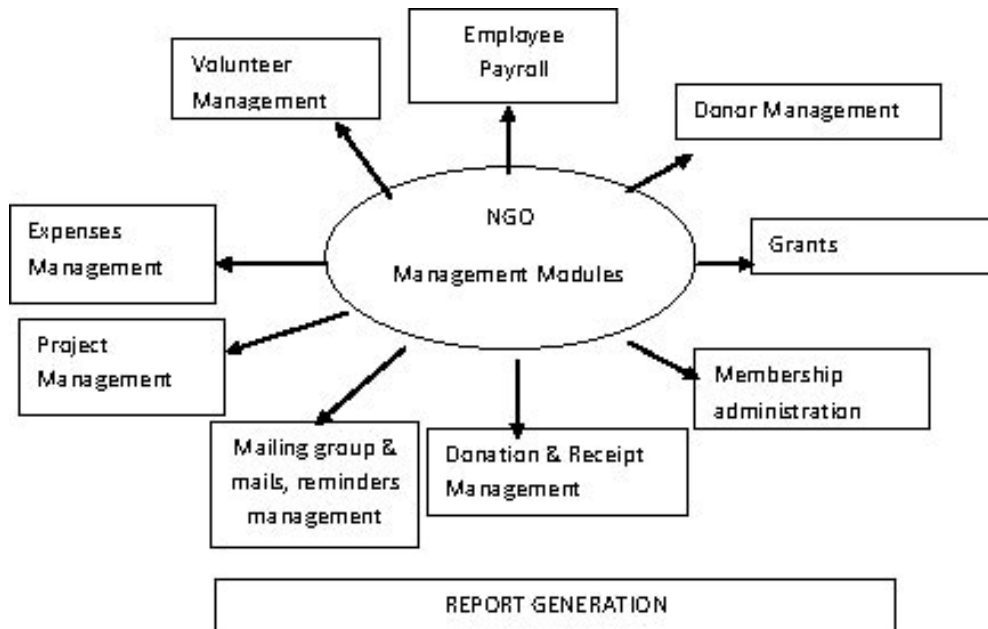 Employee
Payroll
Volunteer
Management
Donor Management
NGO
Management Modules
Expenses
Management
Grants
Project
Management
Membership
administration
Mailing group &
mails, reminders
management
Donation & Receipt
Management
REPORT GENERATION